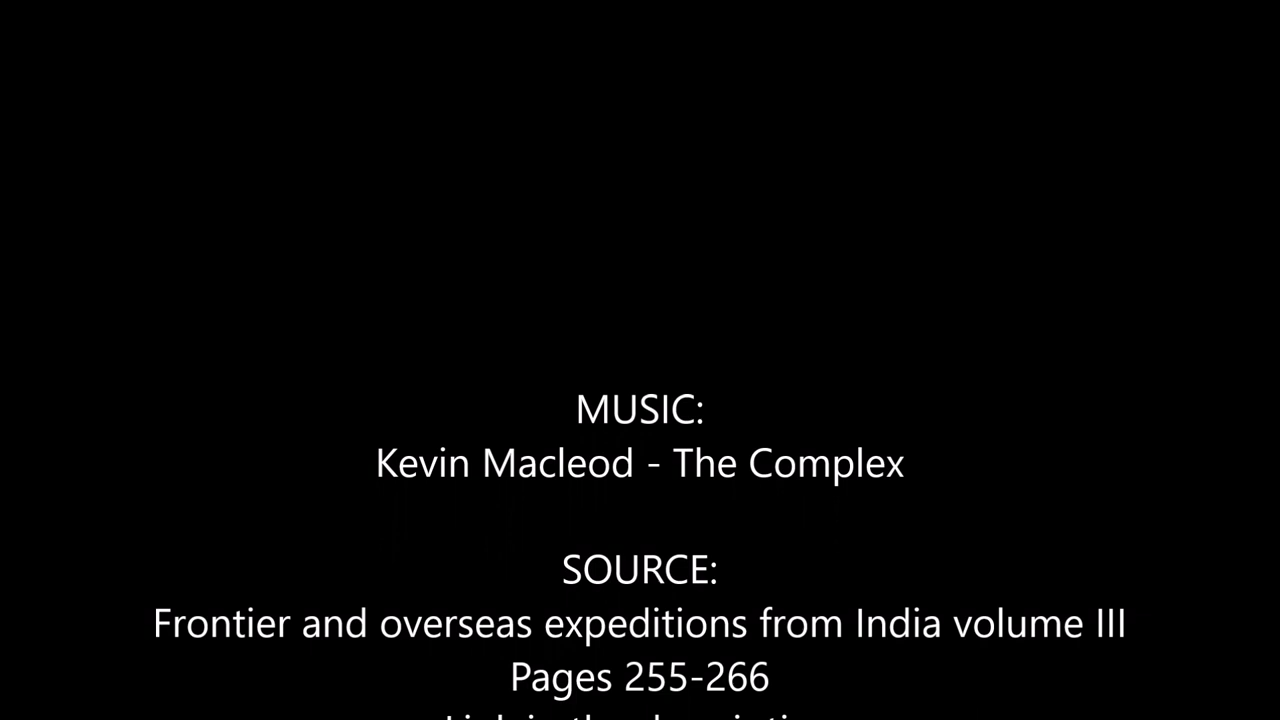 MUSIC:
Kevin Macleod - The Complex
SOURCE:
Frontier and overseas expeditions from India volume III
Pages 255-266